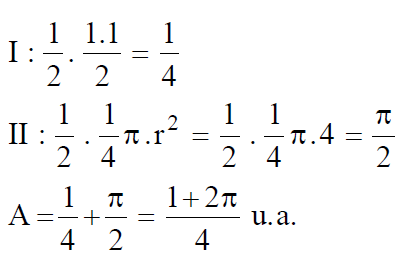 I : 1/2 . 1.1/2 = 1/4
II : 1/2 . 1/4 π.r² = 1/2 . 1/4 π.4 = π/2
A = 1/4 + π/2 = 1+2π/4 u.a.